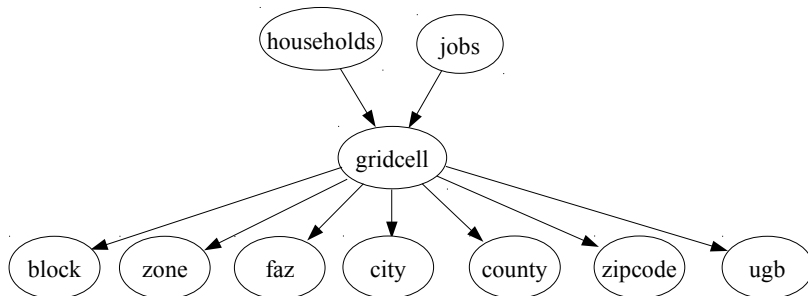 households
jobs
gridcell
block
zone
faz
city
county
zipcode
ugb